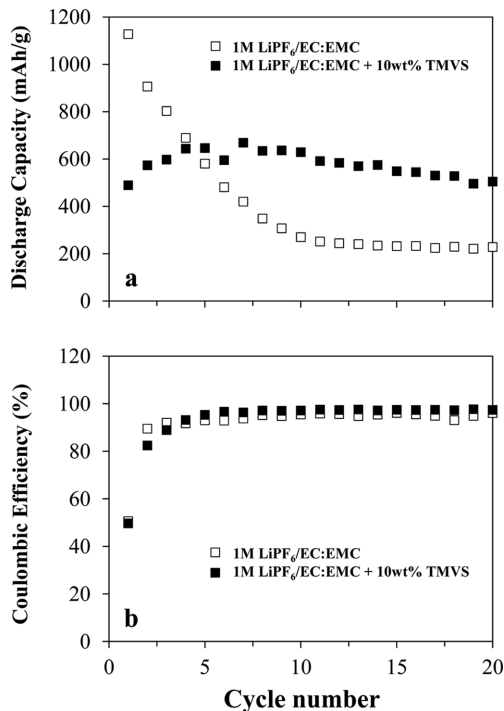 1200
1000
800
600
400
200
0
Discharge Capacity (mAh/g)
1M LiPF6/EC:EMC
1M LiPF6/EC:EMC + 10wt% TMVS
a
120
100
80
60
40
20
0
Coulombic Efficiency (%)
1M LiPF6/EC:EMC
1M LiPF6/EC:EMC + 10wt% TMVS
b
0 5 10 15 20
Cycle number